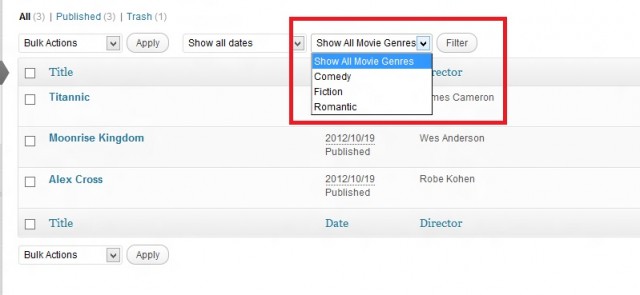 All (3) | Published (3) | Trash (1)
Bulk Actions Apply Show all dates Show All Movie Genres Filter
Show All Movie Genres
Title Director
Comedy
Fiction
Titannic mes Cameron
Romantic
Moonrise Kingdom 2012/10/19 Wes Anderson
Published
Alex Cross 2012/10/19 Robe Kohen
Published
Title Date Director
Bulk Actions Apply